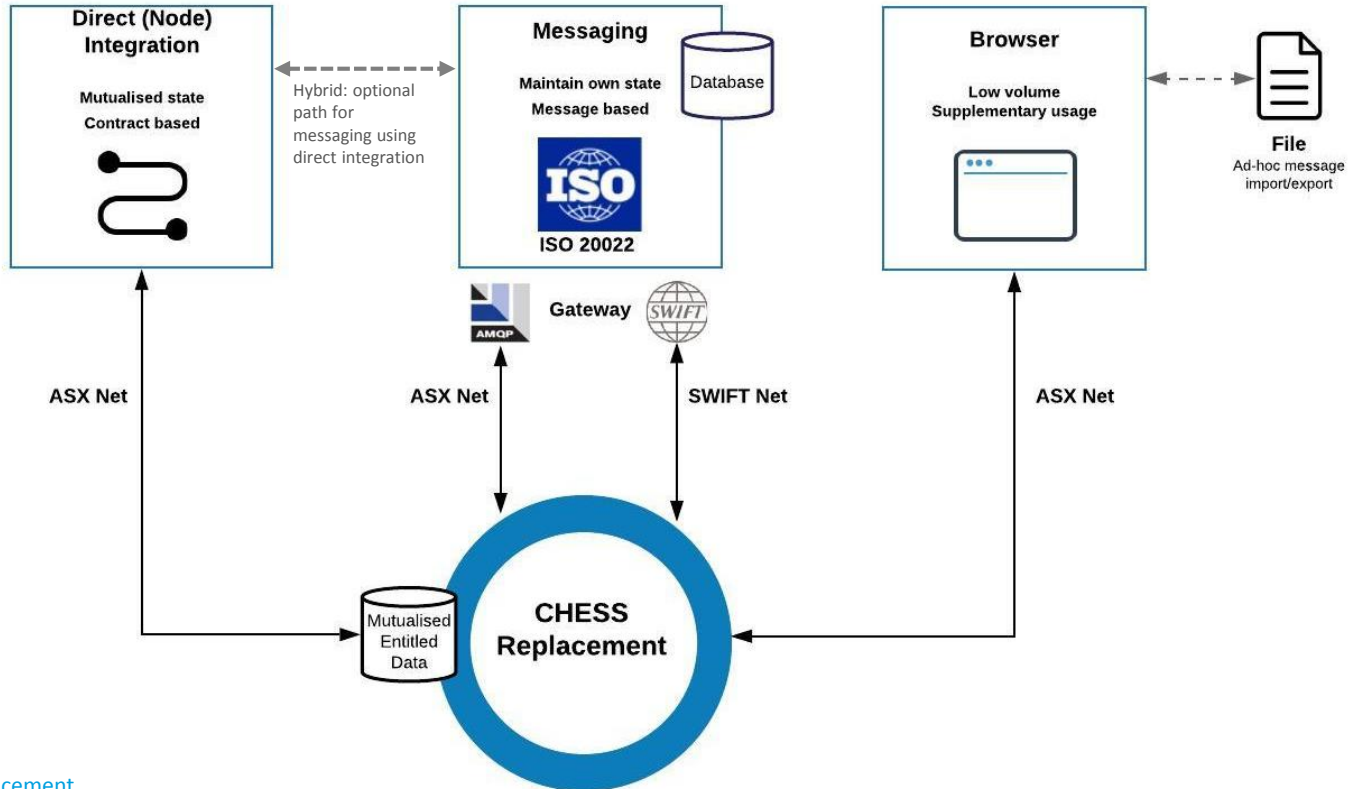 Direct (Node)
Integration
Mutualised state
Contract based
Hybrid: optional
path for
messaging using
direct integration
Messaging
Maintain own state
Message based
Database
ISO
ISO 20022
Browser
Low volume
Supplementary usage
File
Ad-hoc message
import/export
AMQP
Gateway
SWIFT
ASX Net
ASX Net
SWIFT Net
ASX Net
Mutualised
Entitled
Data
CHESS
Replacement
cement